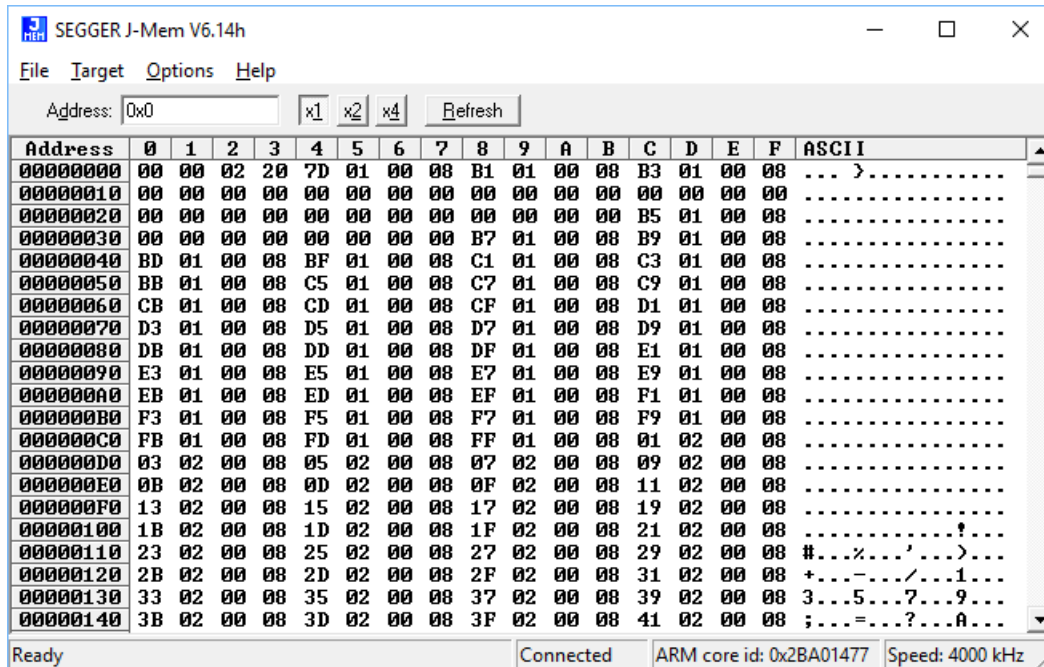 J MEM SEGGER J-Mem V6.14h
File Target Options Help
Address: 0x0 x1 x2 x4 Refresh
Address 0 1 2 3 4 5 6 7 8 9 A B C D E F ASCII
00000000 00 00 02 20 7D 01 00 08 B1 01 00 08 B3 01 00 08 ... }...........
00000010 00 00 00 00 00 00 00 00 00 00 00 00 00 00 00 00 ................
00000020 00 00 00 00 00 00 00 00 00 00 00 00 B5 01 00 08 ................
00000030 00 00 00 00 00 00 00 00 B7 01 00 08 B9 01 00 08 ................
00000040 BD 01 00 08 BF 01 00 08 C1 01 00 08 C3 01 00 08 ................
00000050 BB 01 00 08 C5 01 00 08 C7 01 00 08 C9 01 00 08 ................
00000060 CB 01 00 08 CD 01 00 08 CF 01 00 08 D1 01 00 08 ................
00000070 D3 01 00 08 D5 01 00 08 D7 01 00 08 D9 01 00 08 ................
00000080 DB 01 00 08 DD 01 00 08 DF 01 00 08 E1 01 00 08 ................
00000090 E3 01 00 08 E5 01 00 08 E7 01 00 08 E9 01 00 08 ................
000000A0 EB 01 00 08 ED 01 00 08 EF 01 00 08 F1 01 00 08 ................
000000B0 F3 01 00 08 F5 01 00 08 F7 01 00 08 F9 01 00 08 ................
000000C0 FB 01 00 08 FD 01 00 08 FF 01 00 08 01 02 00 08 ................
000000D0 03 02 00 08 05 02 00 08 07 02 00 08 09 02 00 08 ................
000000E0 0B 02 00 08 0D 02 00 08 0F 02 00 08 11 02 00 08 ................
000000F0 13 02 00 08 15 02 00 08 17 02 00 08 19 02 00 08 ................
00000100 1B 02 00 08 1D 02 00 08 1F 02 00 08 21 02 00 08 ............!...
00000110 23 02 00 08 25 02 00 08 27 02 00 08 29 02 00 08 #...%...'...)...
00000120 2B 02 00 08 2D 02 00 08 2F 02 00 08 31 02 00 08 +...-.../...1...
00000130 33 02 00 08 35 02 00 08 37 02 00 08 39 02 00 08 3...5...7...9...
00000140 3B 02 00 08 3D 02 00 08 3F 02 00 08 41 02 00 08 ;...=...?...A...
Ready Connected ARM core id: 0x2BA01477 Speed: 4000 kHz